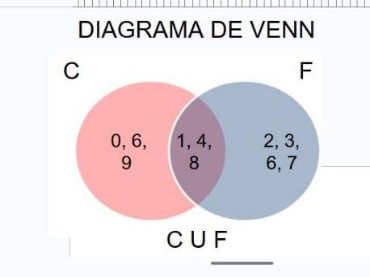 DIAGRAMA DE VENN
C F
0, 6, 1, 4, 2, 3,
9 8 6, 7
C U F